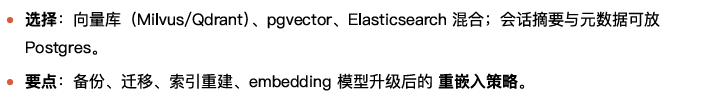 • 选择：向量库（Milvus/Qdrant）、pgvector、Elasticsearch 混合；会话摘要与元数据可放
Postgres。
• 要点：备份、迁移、索引重建、embedding 模型升级后的 重嵌入策略。